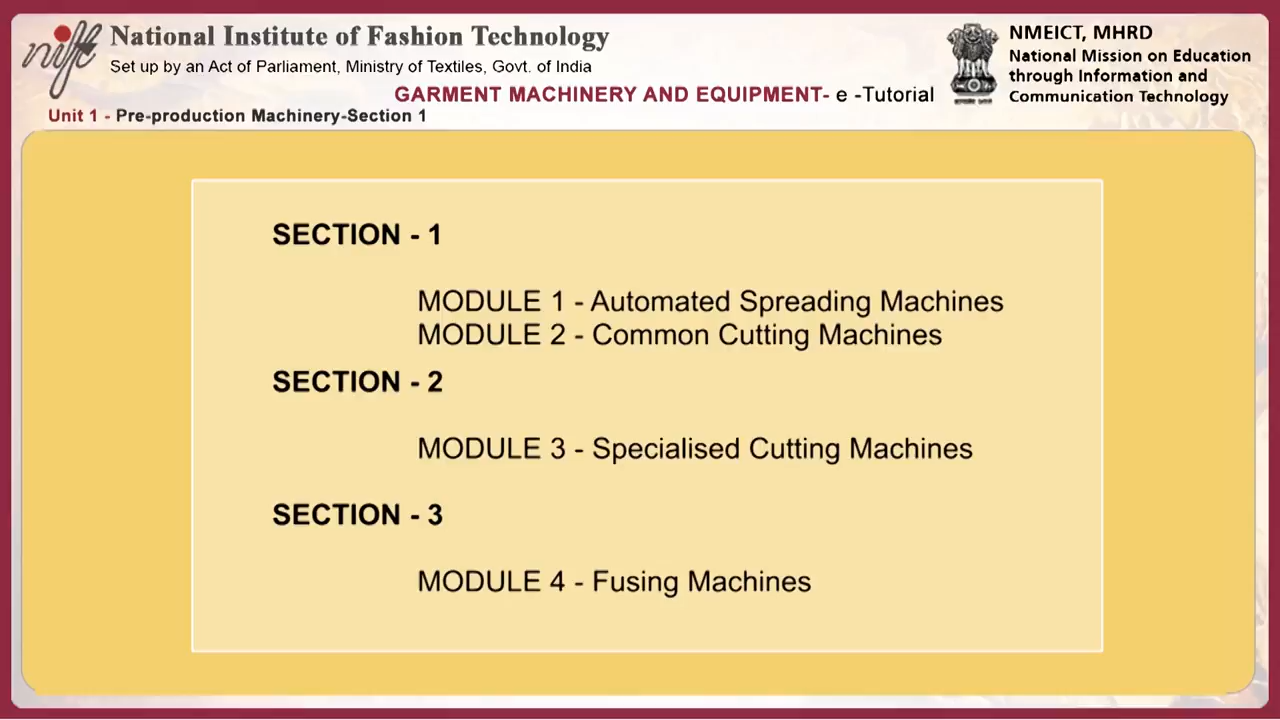 nift
National Institute of Fashion Technology
Set up by an Act of Parliament, Ministry of Textiles, Govt. of India
GARMENT MACHINERY AND EQUIPMENT- e -Tutorial
Unit 1 - Pre-production Machinery-Section 1
NMEICT, MHRD
National Mission on Education
through Information and
Communication Technology
SECTION - 1
MODULE 1 - Automated Spreading Machines
MODULE 2 - Common Cutting Machines
SECTION - 2
MODULE 3 - Specialised Cutting Machines
SECTION - 3
MODULE 4 - Fusing Machines